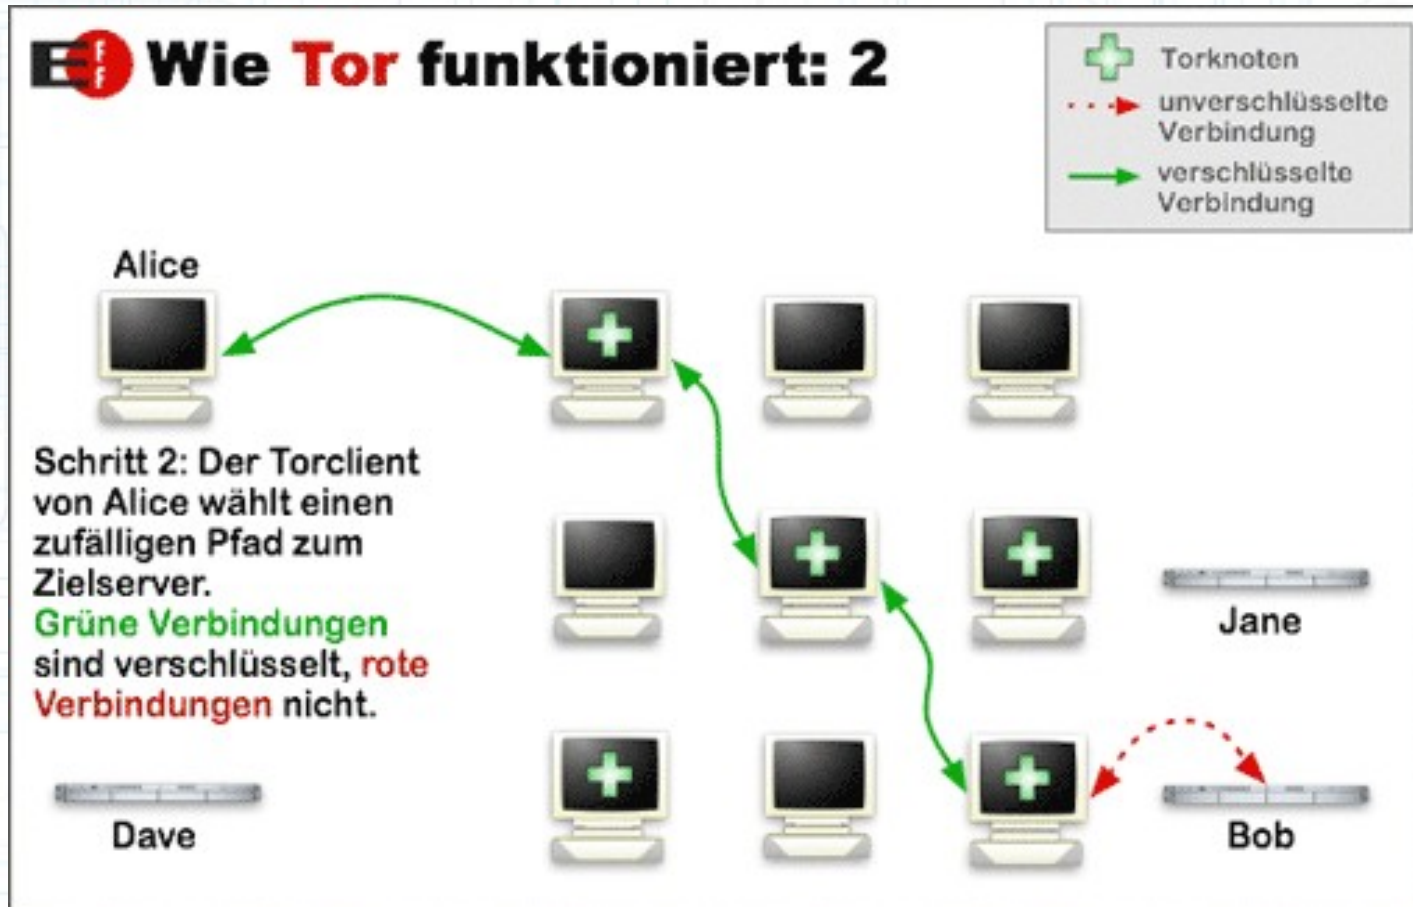 EFF Wie Tor funktioniert: 2
Torknoten
unverschlüsselte
Verbindung
verschlüsselte
Verbindung
Alice
Schritt 2: Der Torclient
von Alice wählt einen
zufälligen Pfad zum
Zielserver.
Grüne Verbindungen
sind verschlüsselt, rote
Verbindungen nicht.
Jane
Dave
Bob